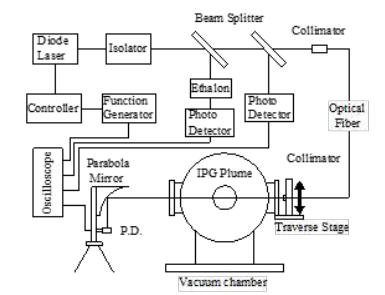 Beam Splitter
Collimator
Diode
Laser
Isolator
Ethalon
Controller
Function
Generator
Photo
Detector
Photo
Detector
Optical
Fiber
Oscilloscope
Parabola
Mirror
IPG Plume
Collimator
P.D.
Traverse Stage
Vacuum chamber